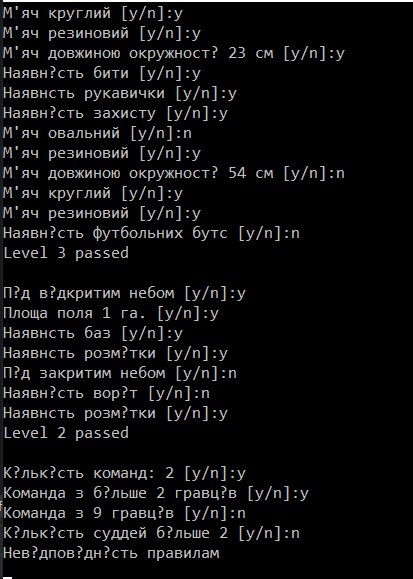 М'яч круглий [y/n]:y
М'яч резиновий [y/n]:y
М'яч довжиною окружност? 23 см [y/n]:y
Наявн?сть бити [y/n]:y
Наявнсть рукавички [y/n]:y
Наявн?сть захисту [y/n]:y
М'яч овальний [y/n]:n
М'яч резиновий [y/n]:y
М'яч довжиною окружност? 54 см [y/n]:n
М'яч круглий [y/n]:y
М'яч резиновий [y/n]:y
Наявн?сть футбольних бутс [y/n]:n
Level 3 passed
П?д в?дкритим небом [y/n]:y
Площа поля 1 га. [y/n]:y
Наявнсть баз [y/n]:y
Наявнсть розм?тки [y/n]:y
П?д закритим небом [y/n]:n
Наявн?сть вор?т [y/n]:n
Наявнсть розм?тки [y/n]:y
Level 2 passed
К?льк?сть команд: 2 [y/n]:y
Команда з б?льше 2 гравц?в [y/n]:y
Команда з 9 гравц?в [y/n]:n
К?льк?сть суддей б?льше 2 [y/n]:n
Нев?дпов?дн?сть правилам